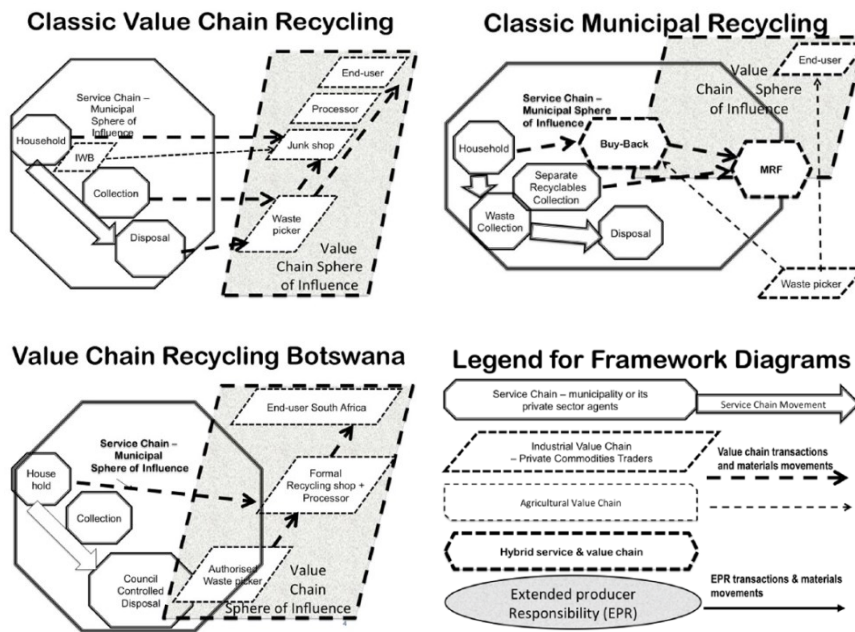 Classic Value Chain Recycling
Service Chain –
Municipal
Sphere of
Influence
Household
IWB
Collection
Disposal
End-user
Processor
Junk shop
Waste
picker
Value
Chain Sphere
of Influence
Classic Municipal Recycling
End-user
Value
Chain Sphere
of Influence
Service Chain –
Municipal Sphere
of Influence
Household
Buy-Back
MRF
Separate
Recyclables
Collection
Waste
Collection
Disposal
Waste picker
Value Chain Recycling Botswana
End-user South Africa
Service Chain –
Municipal
Sphere of Influence
House
hold
Formal
Recycling shop +
Processor
Collection
Council
Controlled
Disposal
Authorised
Waste picker
Value
Chain
Sphere of Influence
4
Legend for Framework Diagrams
Service Chain – municipality or its
private sector agents
Service Chain Movement
Industrial Value Chain
– Private Commodities Traders
Value chain transactions
and materials movements
Agricultural Value Chain
Hybrid service & value chain
Extended producer
Responsibility (EPR)
EPR transactions & materials
movements